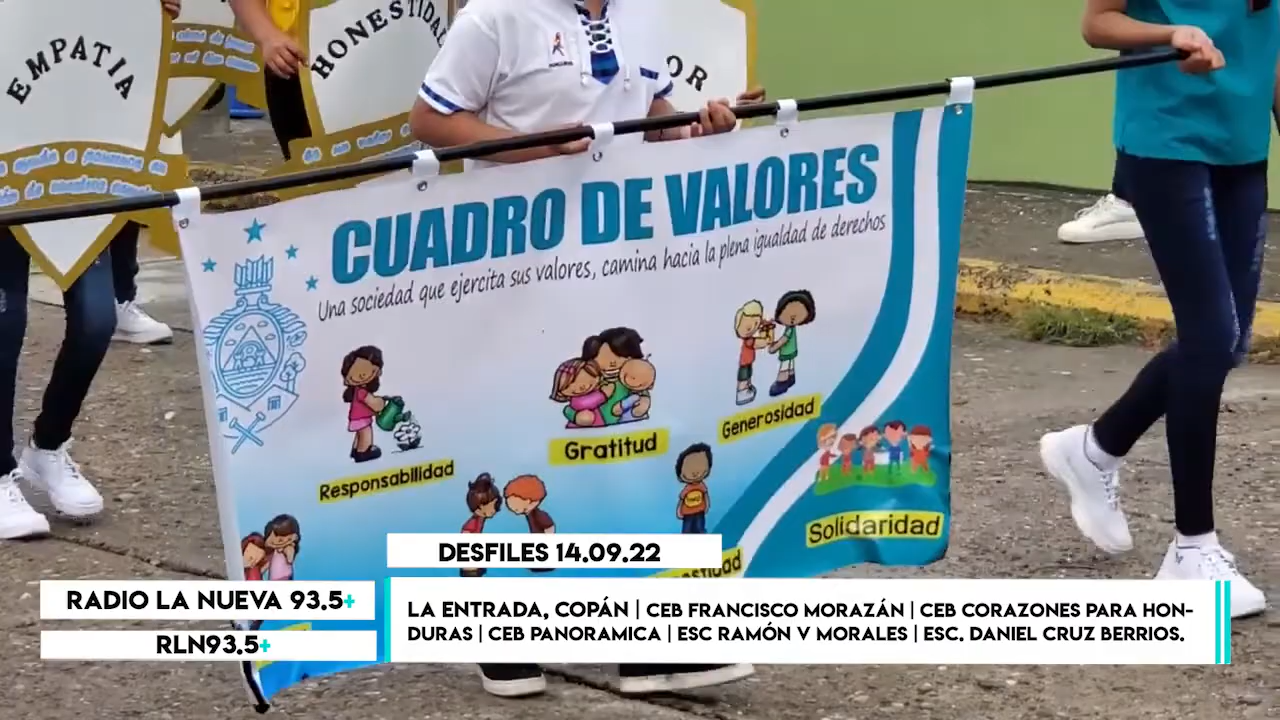 EMPATIA
HONESTIDAD
OR
CUADRO DE VALORES
Una sociedad que ejercita sus valores, camina hacia la plena igualdad de derechos
Responsabilidad
Gratitud
Generosidad
Solidaridad
DESFILES 14.09.22
RADIO LA NUEVA 93.5+
RLN93.5+
LA ENTRADA, COPÁN | CEB FRANCISCO MORAZÁN | CEB CORAZONES PARA HON-
DURAS | CEB PANORAMICA | ESC RAMÓN V MORALES | ESC. DANIEL CRUZ BERRIOS.